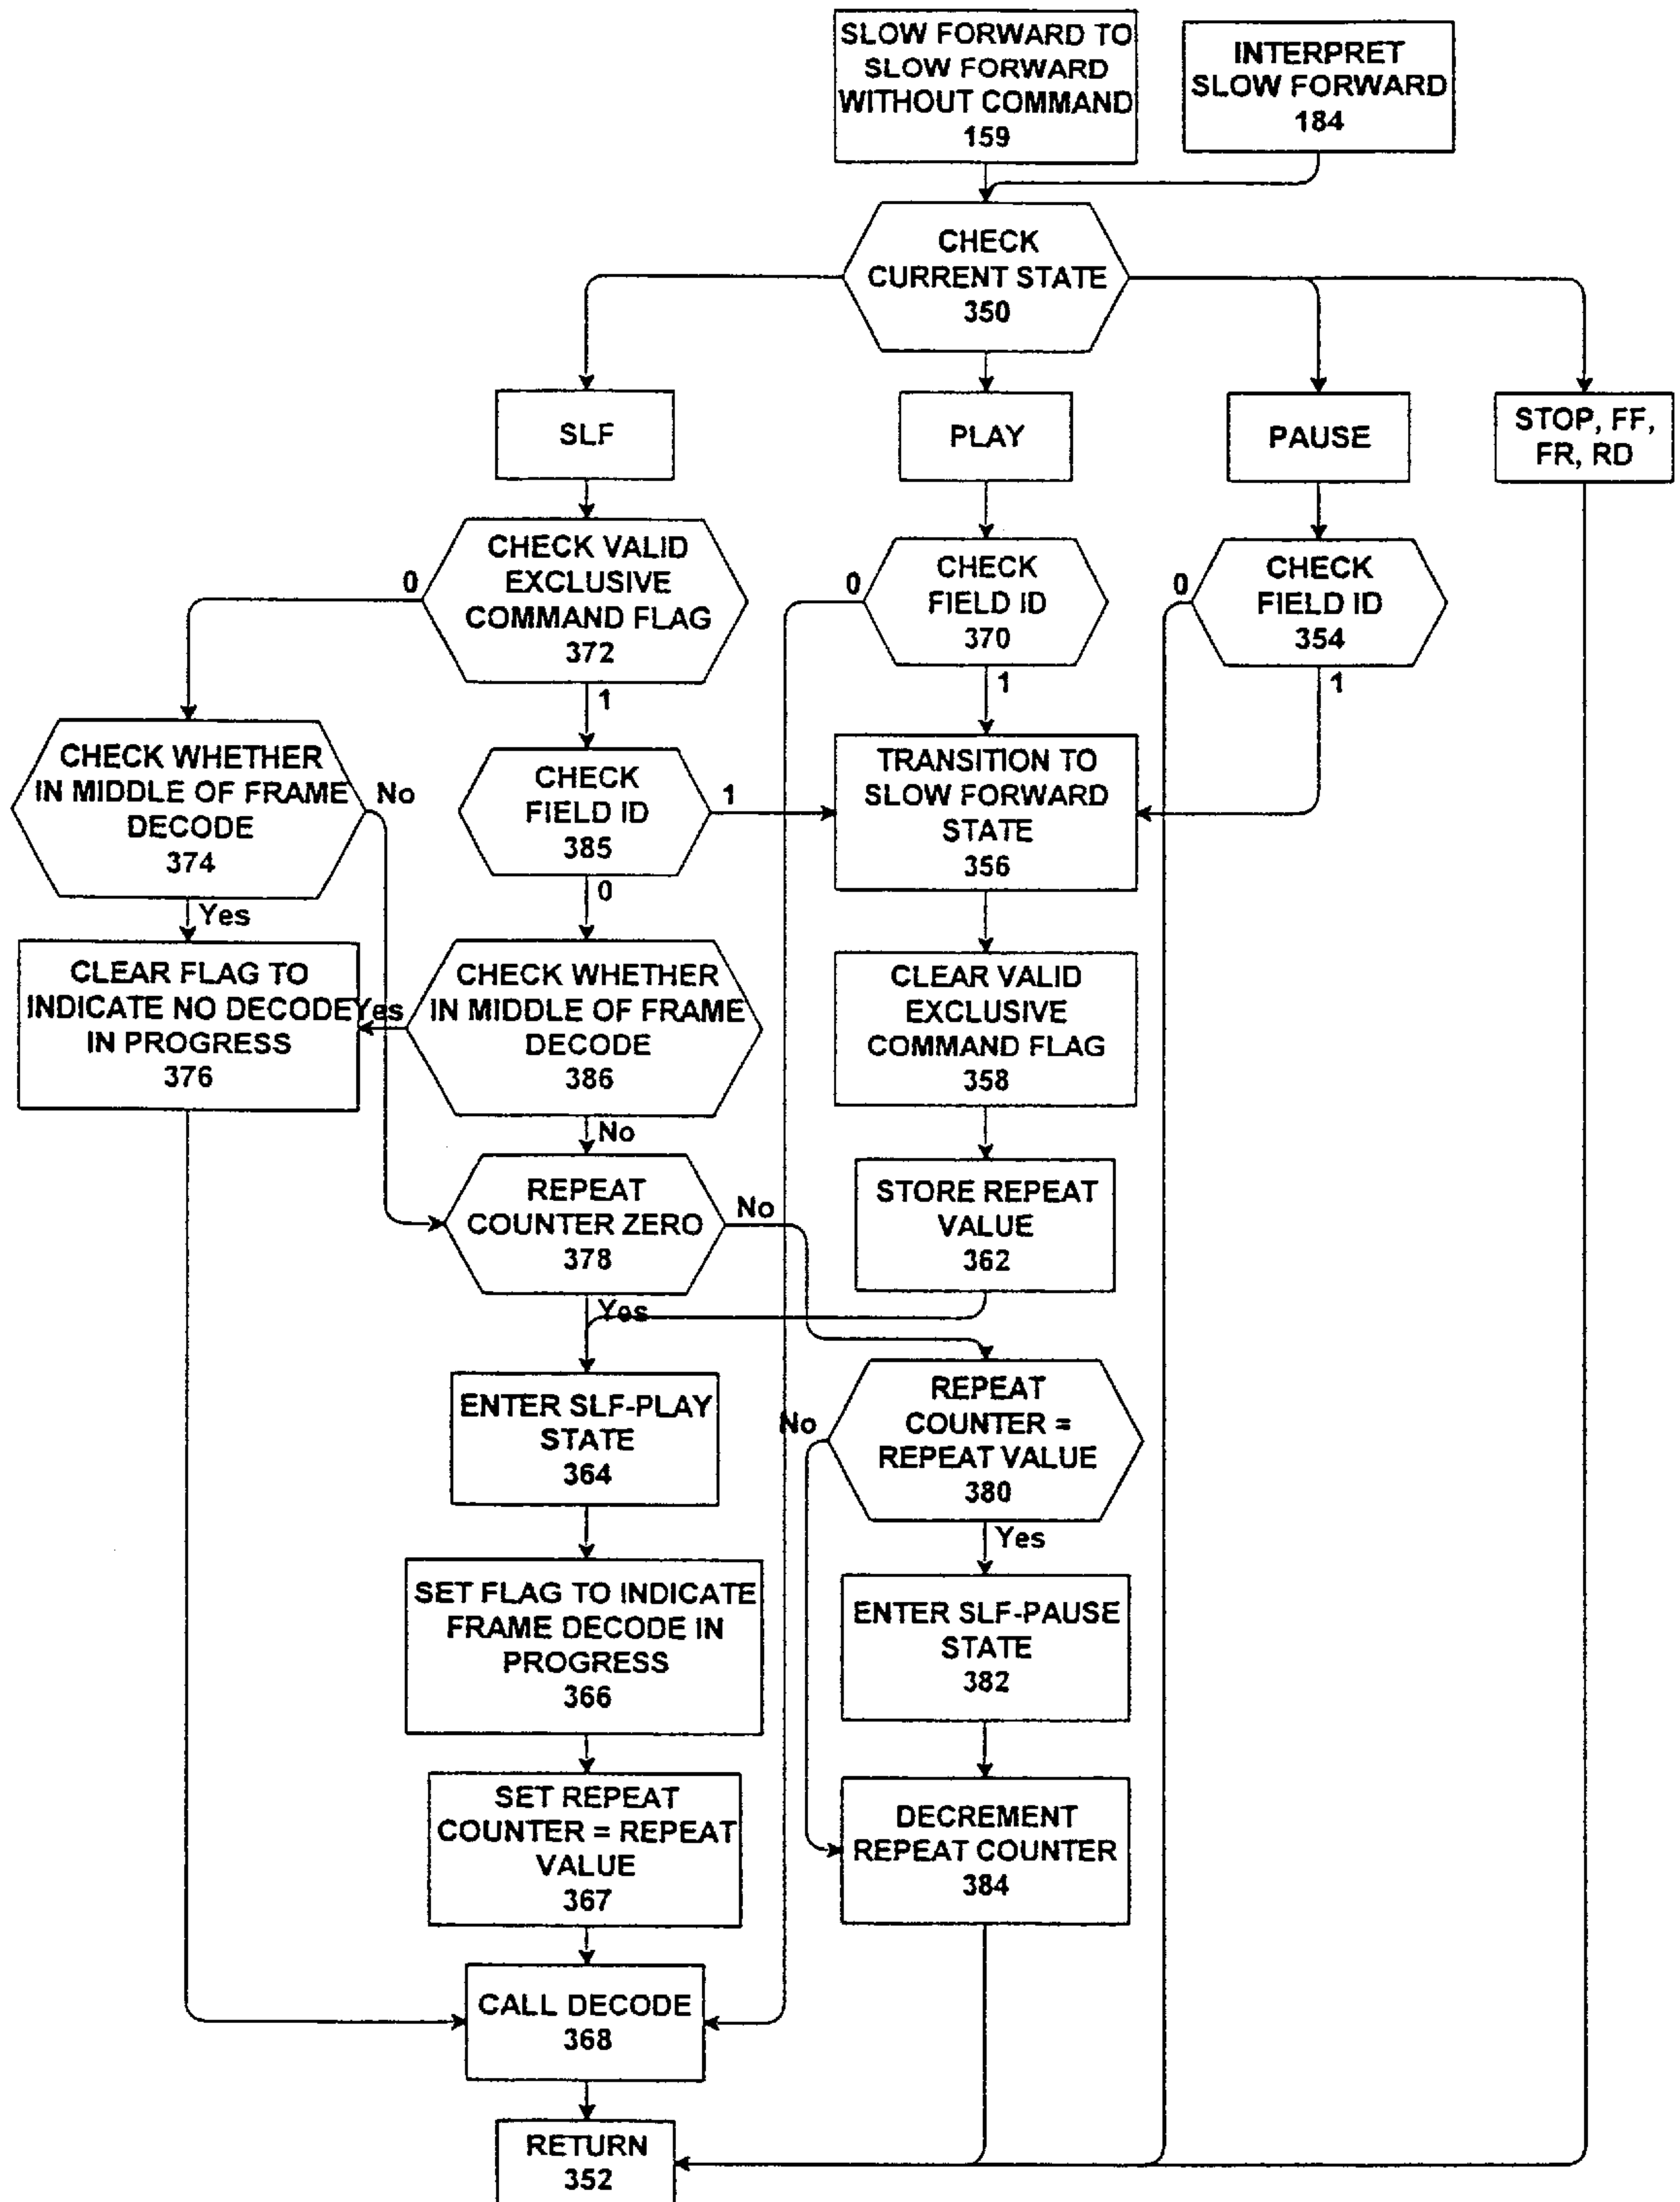 SLOW FORWARD TO
SLOW FORWARD
WITHOUT COMMAND
159
INTERPRET
SLOW FORWARD
184
CHECK
CURRENT STATE
350
SLF
PLAY
PAUSE
STOP, FF,
FR, RD
CHECK VALID
EXCLUSIVE
COMMAND FLAG
372
0
1
CHECK
FIELD ID
370
0
1
CHECK
FIELD ID
354
0
1
CHECK WHETHER
IN MIDDLE OF FRAME
DECODE
374
No
Yes
CHECK
FIELD ID
385
1
0
TRANSITION TO
SLOW FORWARD
STATE
356
CLEAR FLAG TO
INDICATE NO DECODE
IN PROGRESS
376
Yes
CHECK WHETHER
IN MIDDLE OF FRAME
DECODE
386
No
CLEAR VALID
EXCLUSIVE
COMMAND FLAG
358
REPEAT
COUNTER ZERO
378
No
Yes
STORE REPEAT
VALUE
362
ENTER SLF-PLAY
STATE
364
No
REPEAT
COUNTER =
REPEAT VALUE
380
Yes
SET FLAG TO INDICATE
FRAME DECODE IN
PROGRESS
366
ENTER SLF-PAUSE
STATE
382
SET REPEAT
COUNTER = REPEAT
VALUE
367
DECREMENT
REPEAT COUNTER
384
CALL DECODE
368
RETURN
352